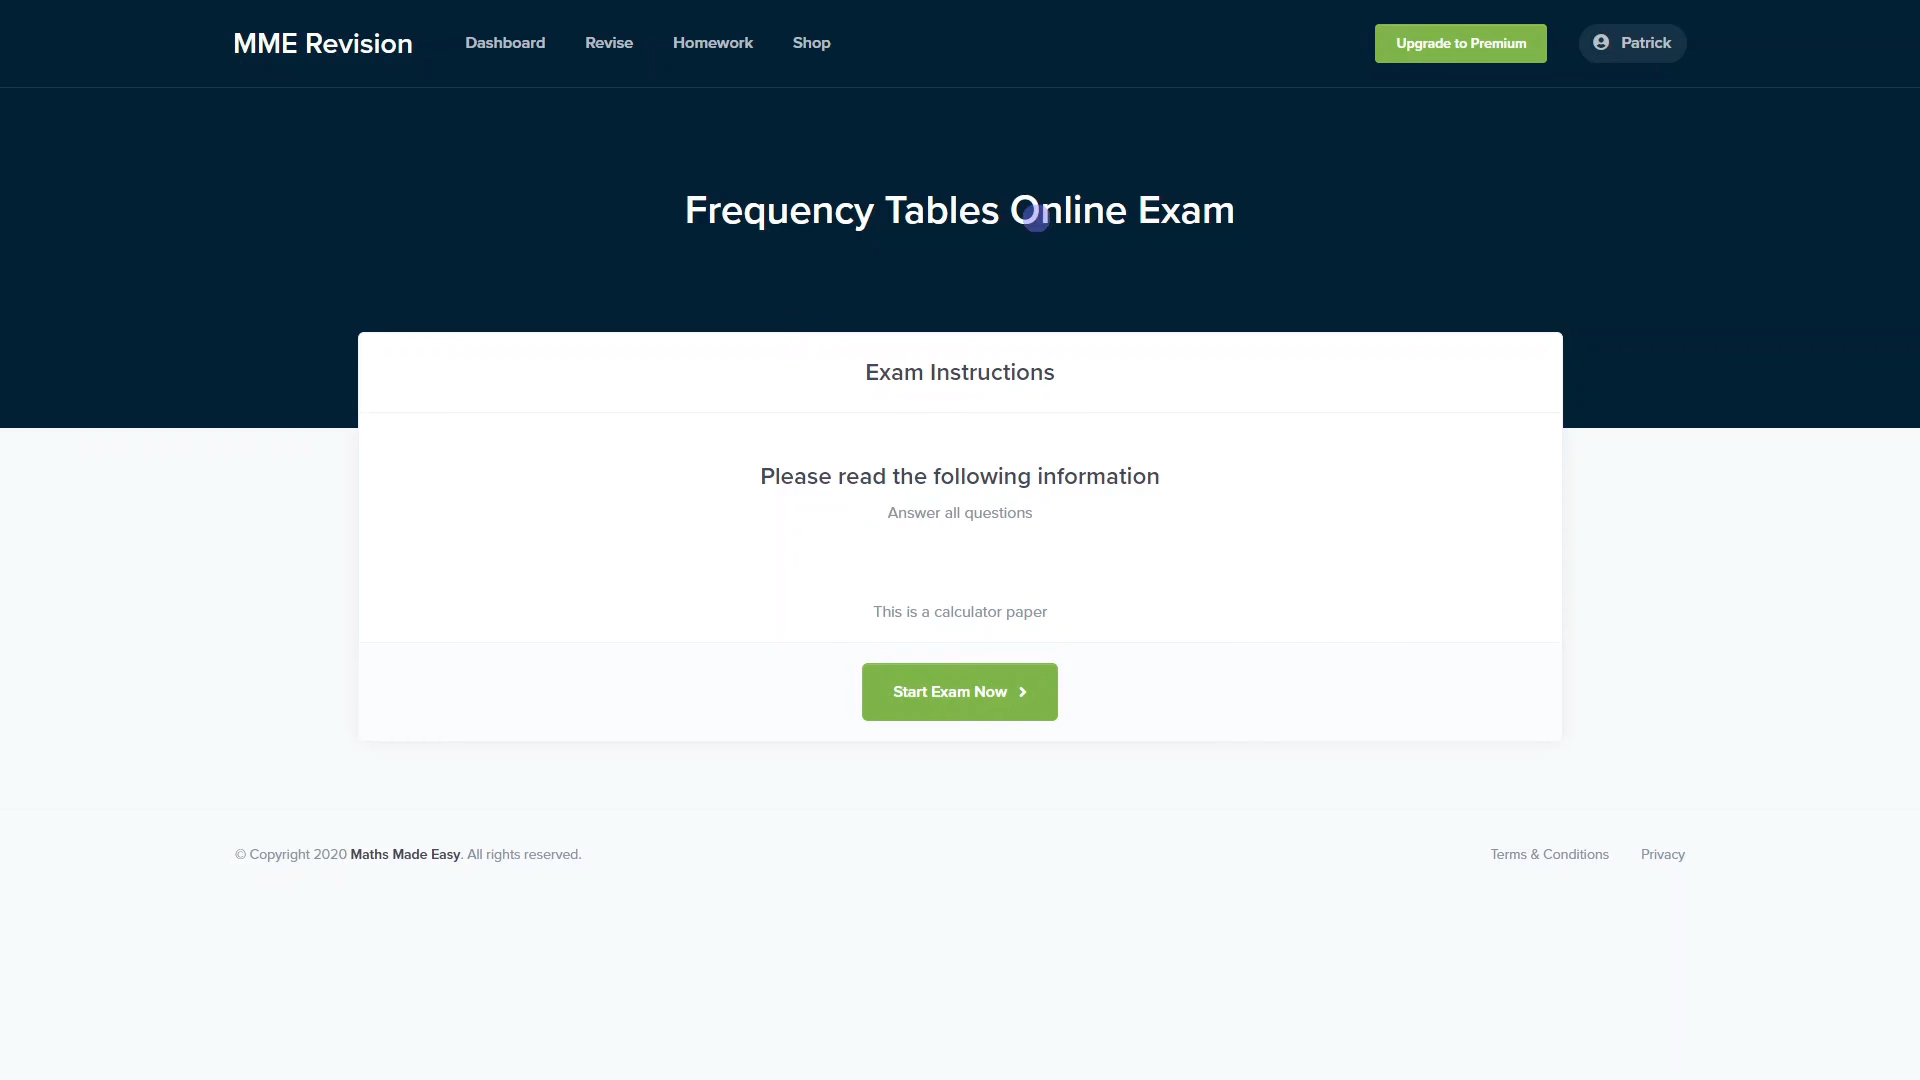 MME Revision
Dashboard
Revise
Homework
Shop
Upgrade to Premium
Patrick
Frequency Tables Online Exam
Exam Instructions
Please read the following information
Answer all questions
This is a calculator paper
Start Exam Now
© Copyright 2020 Maths Made Easy. All rights reserved.
Terms & Conditions
Privacy